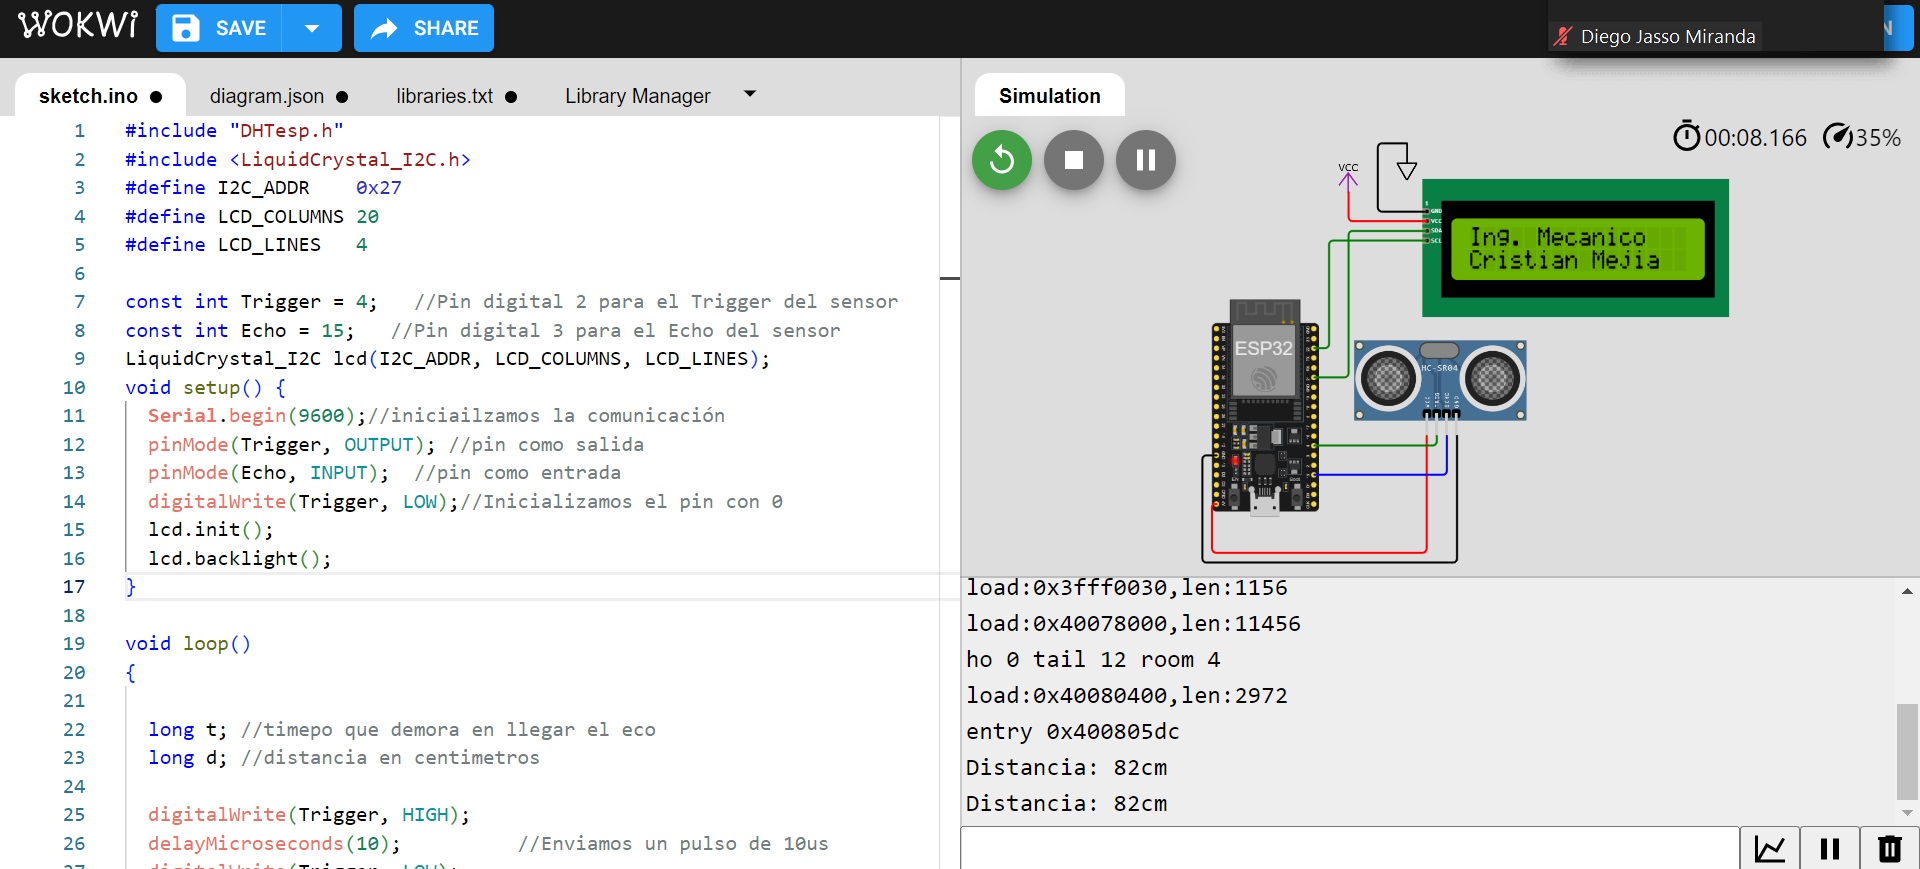 WOKWI SAVE SHARE
Diego Jasso Miranda
sketch.ino diagram.json libraries.txt Library Manager
Simulation
00:08.166 35%
1 #include "DHTesp.h"
2 #include <LiquidCrystal_I2C.h>
3 #define I2C_ADDR    0x27
4 #define LCD_COLUMNS 20
5 #define LCD_LINES   4
6
7 const int Trigger = 4;   //Pin digital 2 para el Trigger del sensor
8 const int Echo = 15;   //Pin digital 3 para el Echo del sensor
9 LiquidCrystal_I2C lcd(I2C_ADDR, LCD_COLUMNS, LCD_LINES);
10 void setup() {
11   Serial.begin(9600);//iniciailzamos la comunicación
12   pinMode(Trigger, OUTPUT); //pin como salida
13   pinMode(Echo, INPUT);  //pin como entrada
14   digitalWrite(Trigger, LOW);//Inicializamos el pin con 0
15   lcd.init();
16   lcd.backlight();
17 }
18
19 void loop()
20 {
21
22   long t; //timepo que demora en llegar el eco
23   long d; //distancia en centimetros
24
25   digitalWrite(Trigger, HIGH);
26   delayMicroseconds(10);          //Enviamos un pulso de 10us
27   digitalWrite(Trigger, LOW);
VCC
1
GND
VCC
SDA
SCL
Ing. Mecanico
Cristian Mejia
ESP32
HC-SR04
load:0x3fff0030,len:1156
load:0x40078000,len:11456
ho 0 tail 12 room 4
load:0x40080400,len:2972
entry 0x400805dc
Distancia: 82cm
Distancia: 82cm